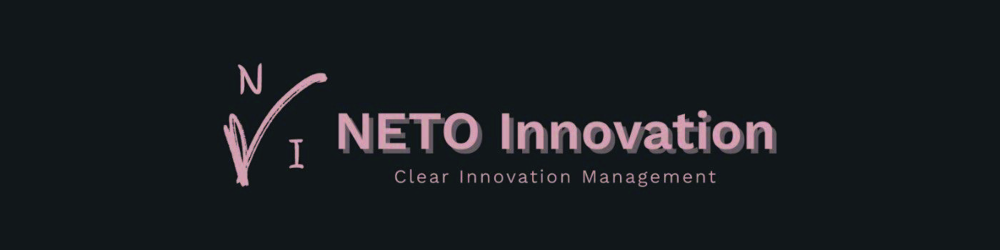 N
I
NETO Innovation
Clear Innovation Management